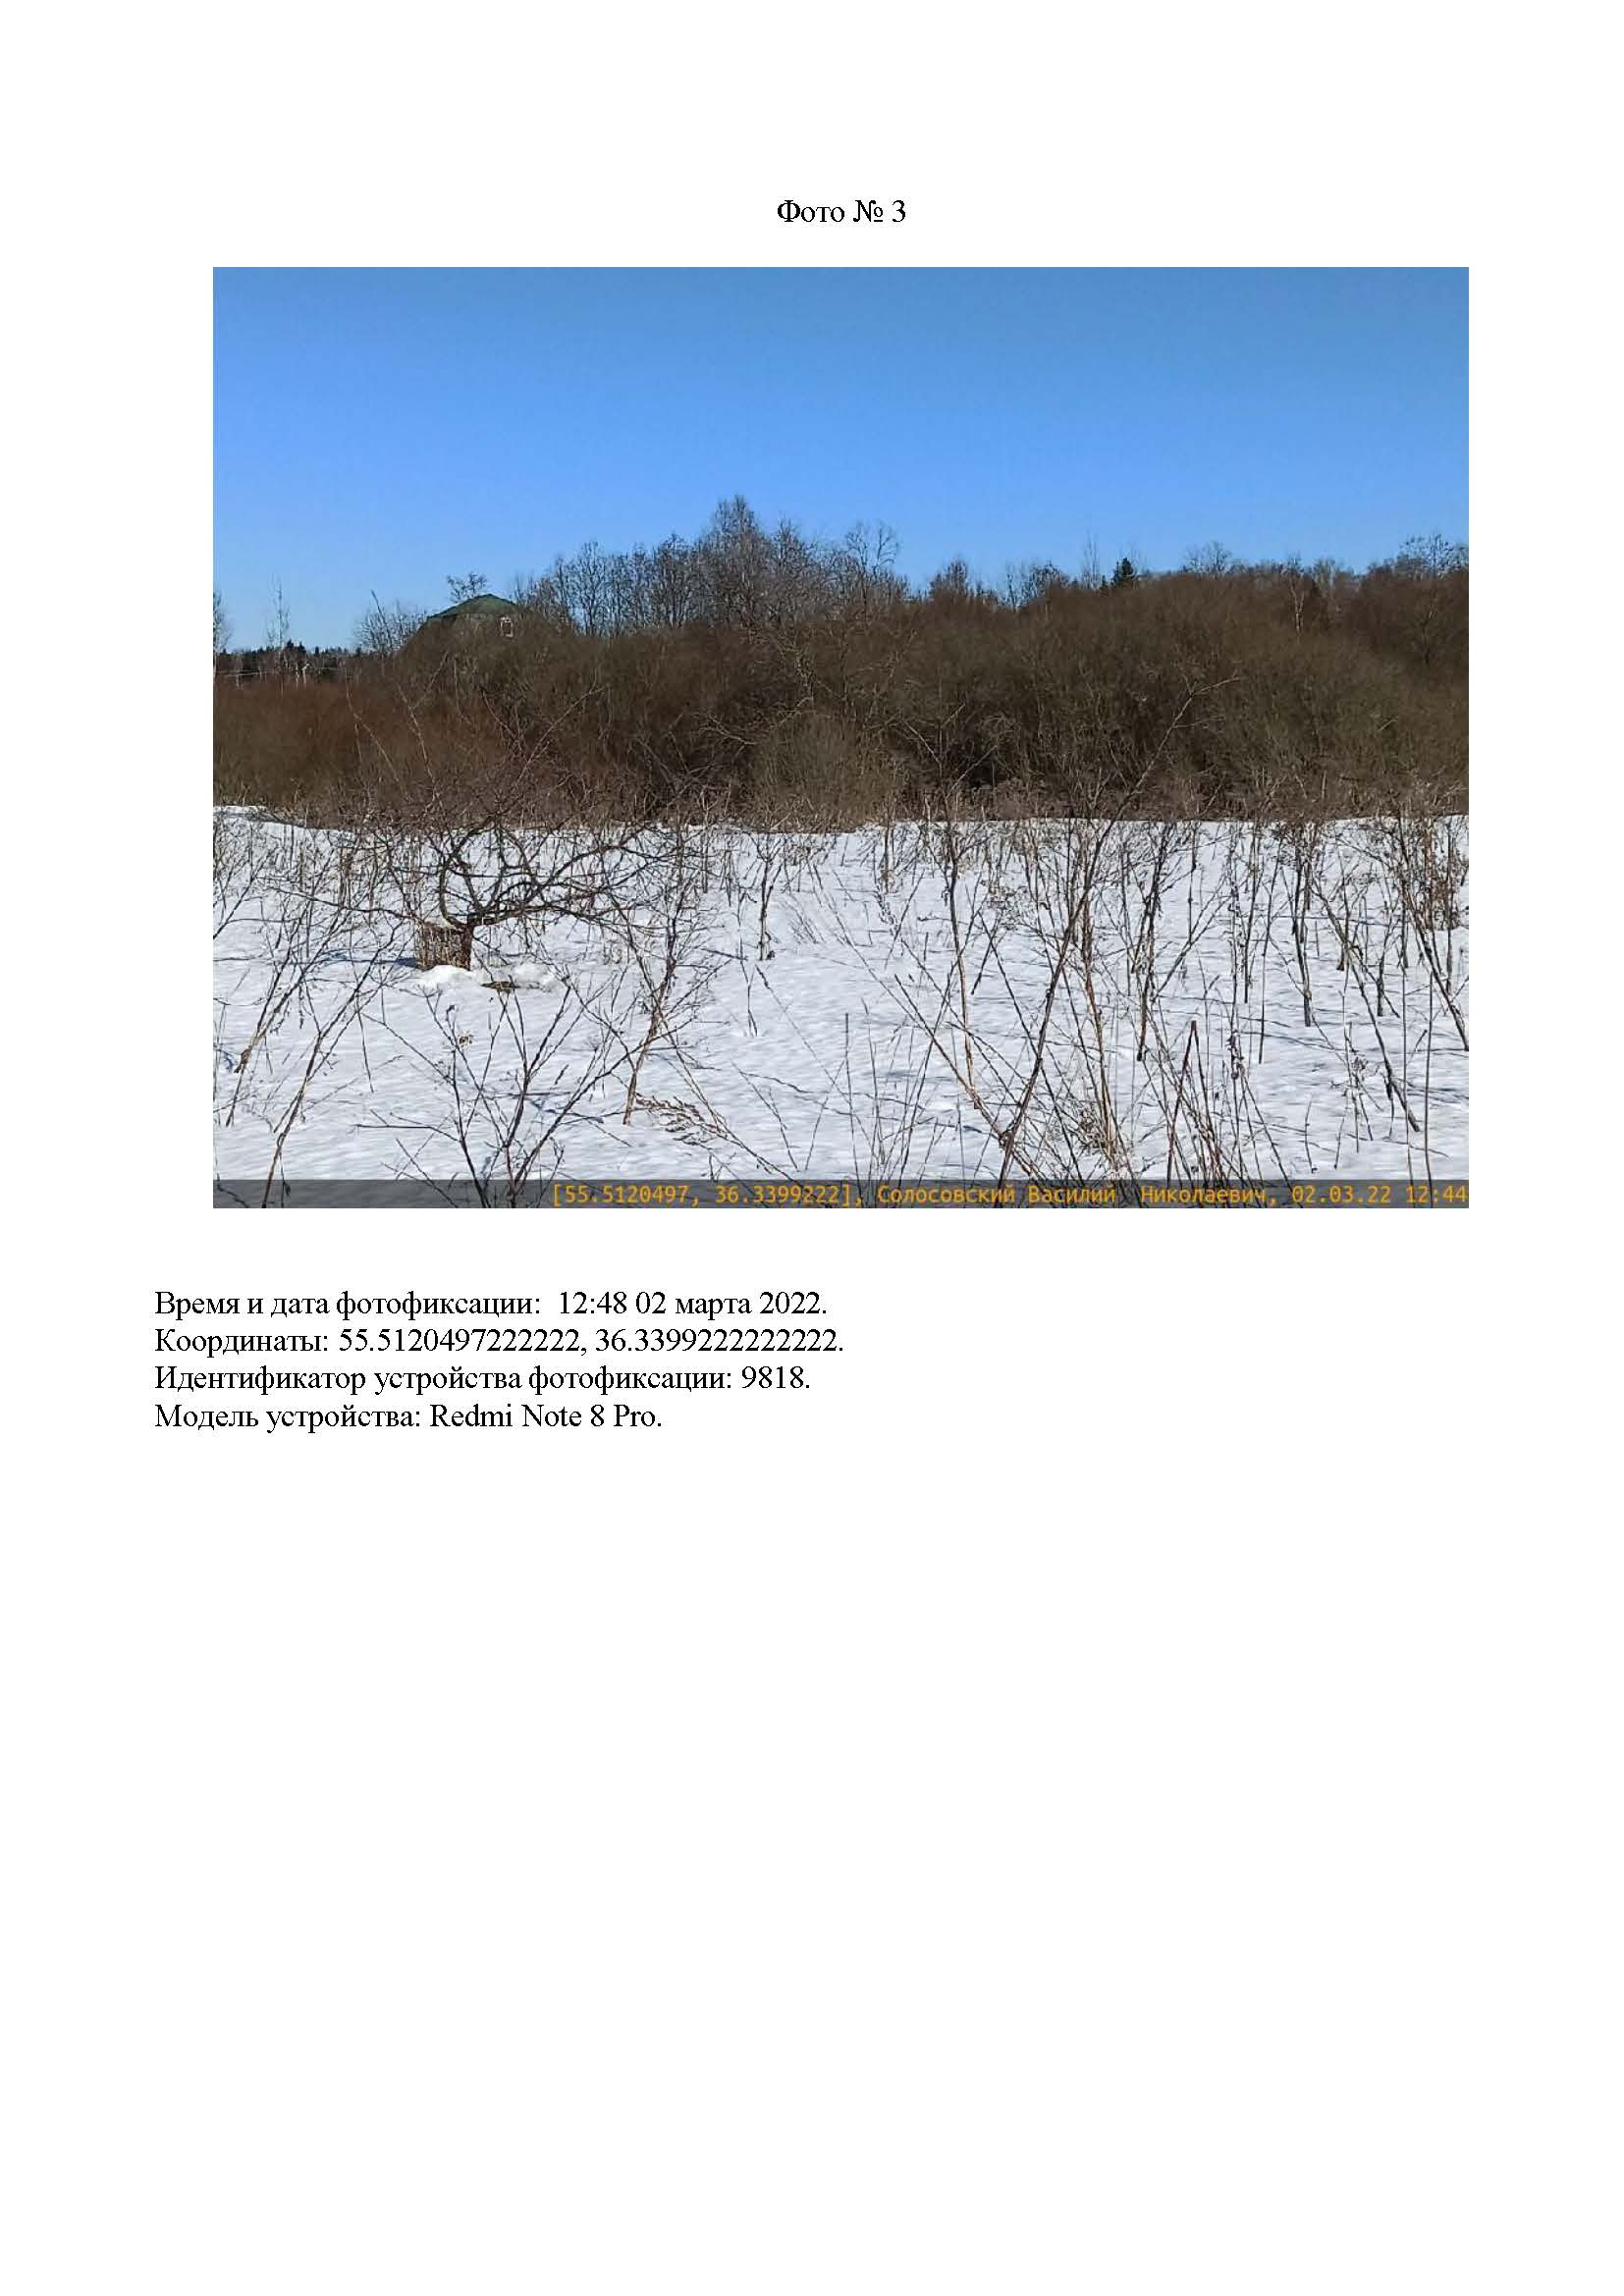 Фото № 3
[55.5120497, 36.3399222], Солосовский Василий  Николаевич, 02.03.22 12:44
Время и дата фотофиксации:  12:48 02 марта 2022.
Координаты: 55.5120497222222, 36.3399222222222.
Идентификатор устройства фотофиксации: 9818.
Модель устройства: Redmi Note 8 Pro.